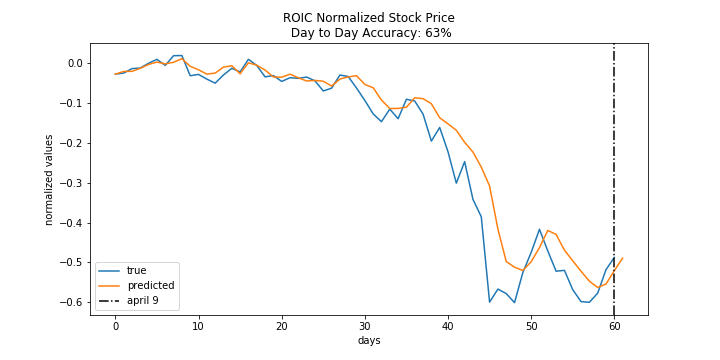 ROIC Normalized Stock Price
Day to Day Accuracy: 63%
normalized values
0.0
−0.1
−0.2
−0.3
−0.4
−0.5
−0.6
true
predicted
april 9
0 10 20 30 40 50 60
days